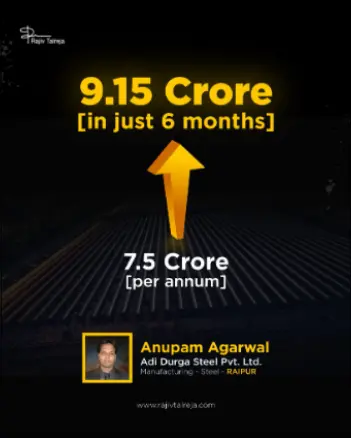 Rajiv Talreja
9.15 Crore
[in just 6 months]
7.5 Crore
[per annum]
Anupam Agarwal
Adi Durga Steel Pvt. Ltd.
Manufacturing - Steel - RAIPUR
www.rajivtalreja.com